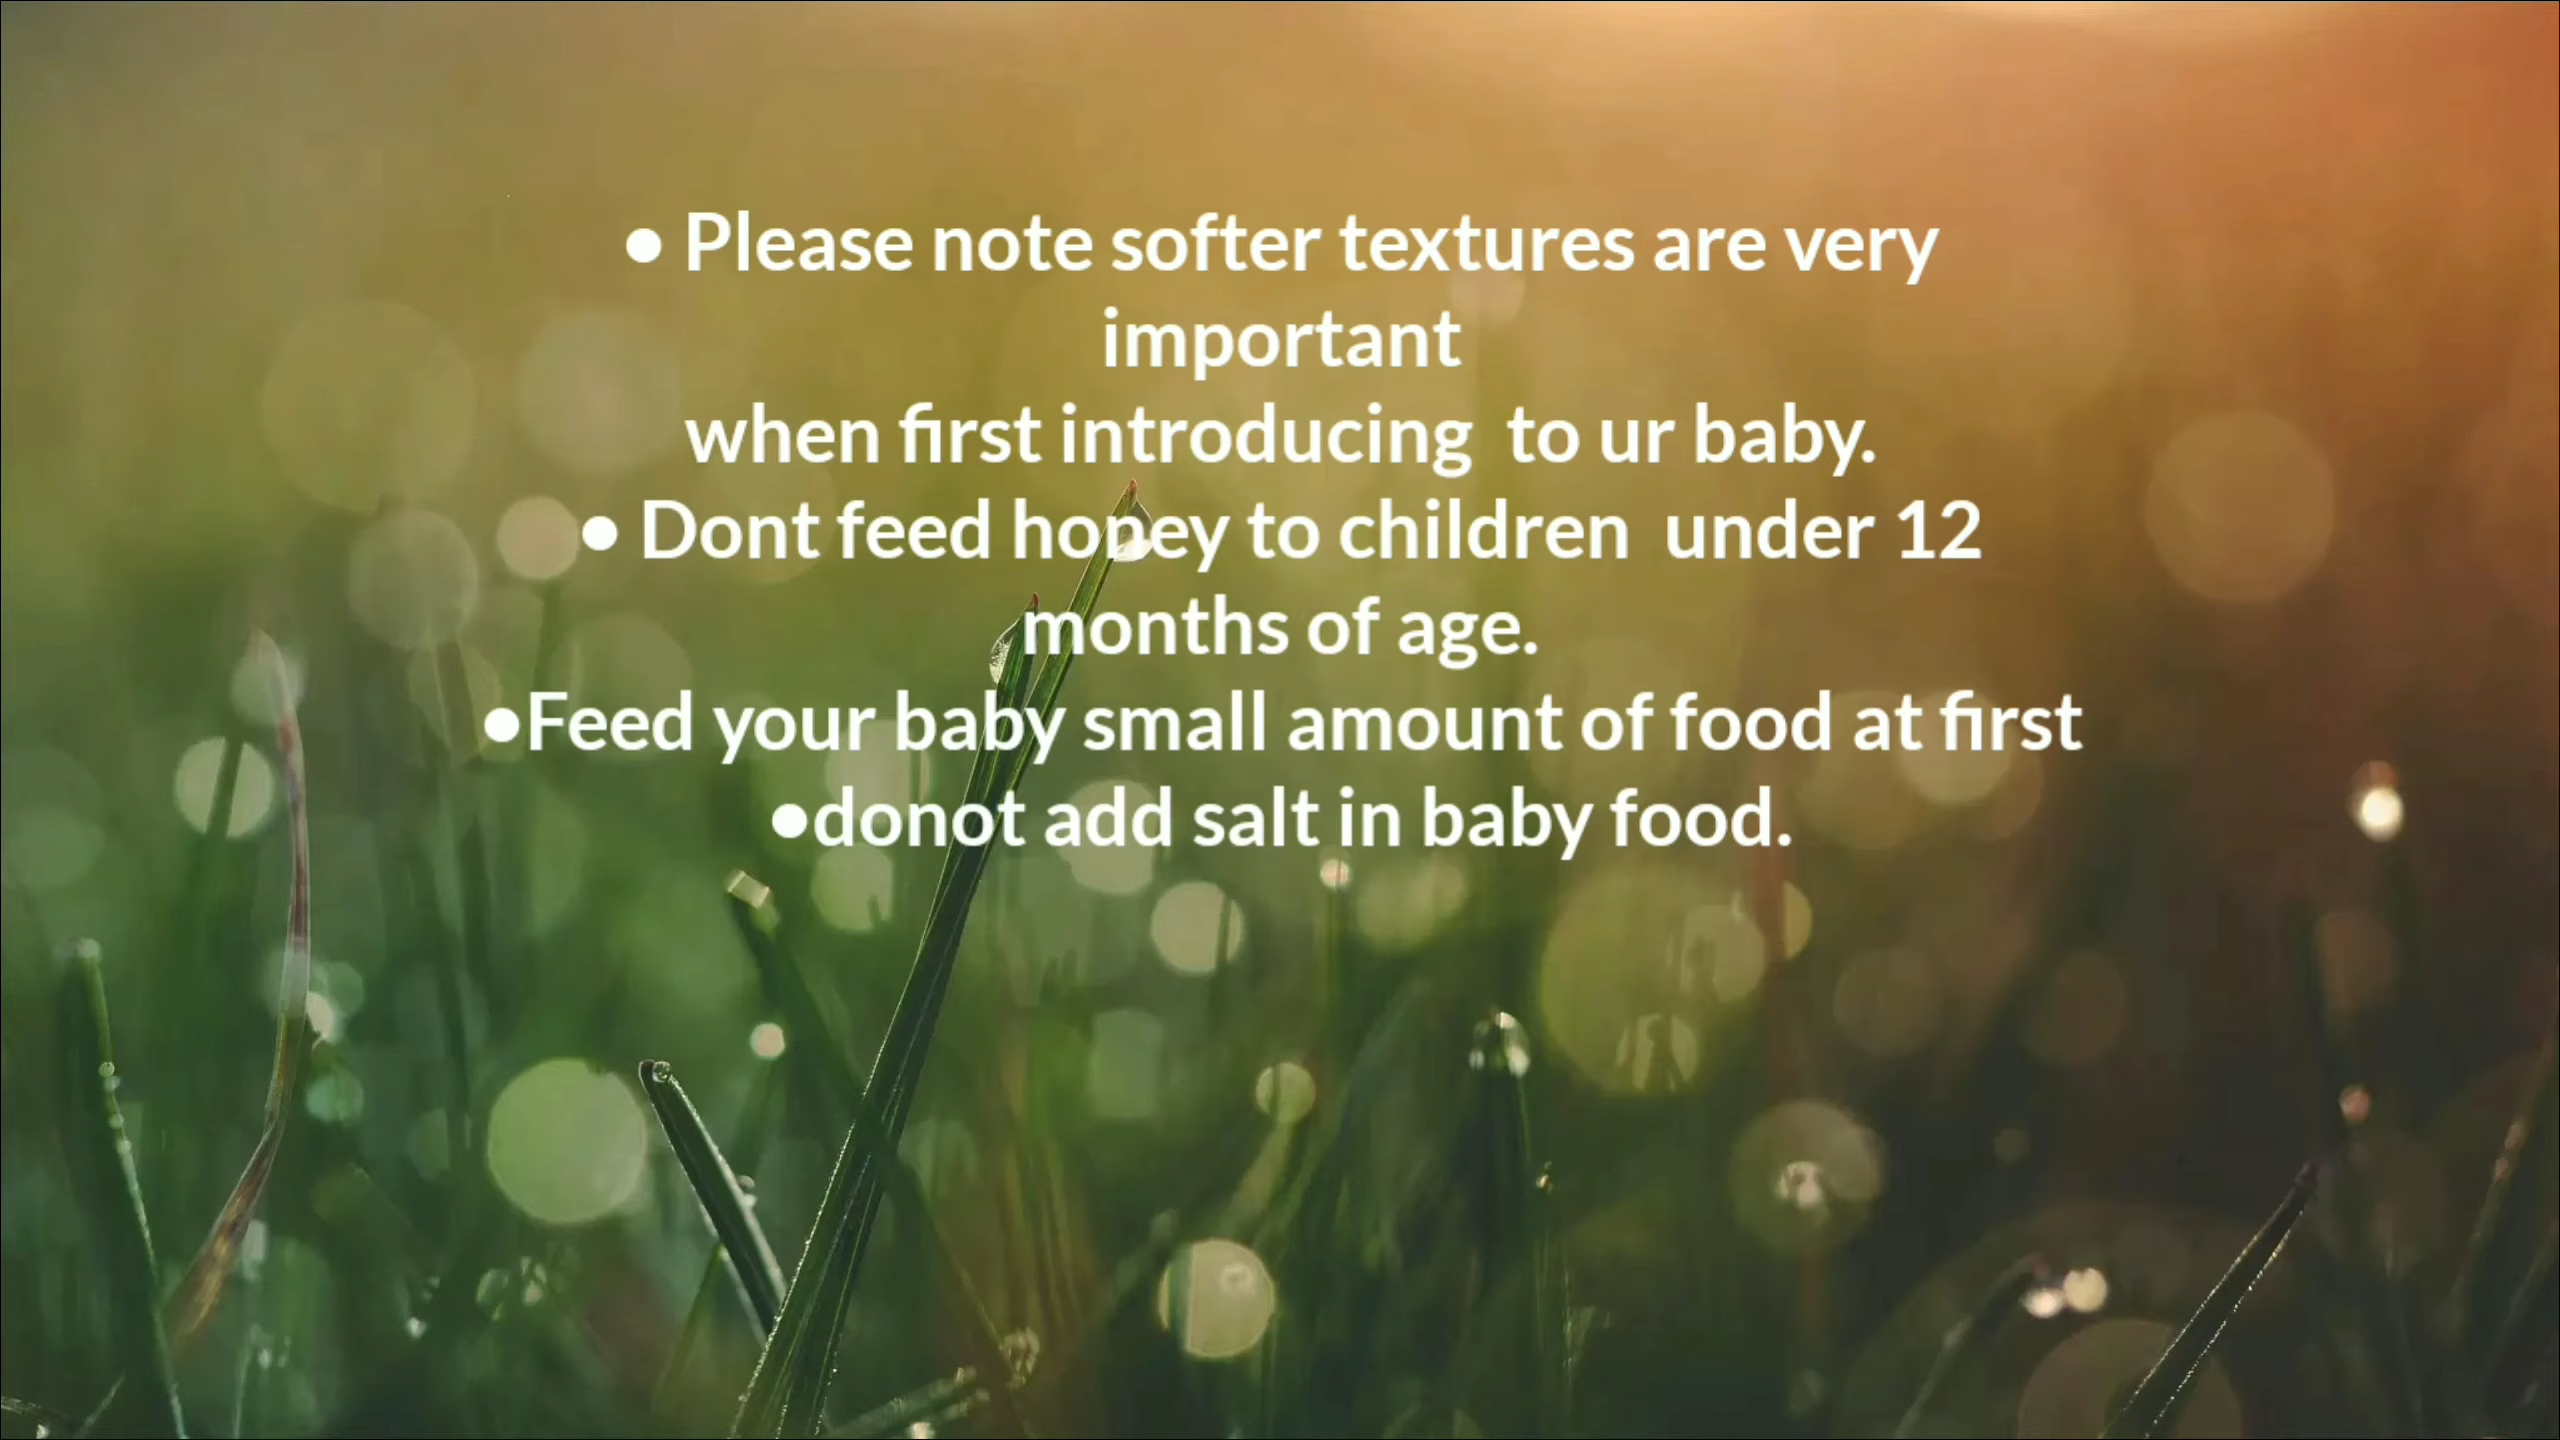 ● Please note softer textures are very
important
when first introducing  to ur baby.
● Dont feed honey to children  under 12
months of age.
●Feed your baby small amount of food at first
●donot add salt in baby food.